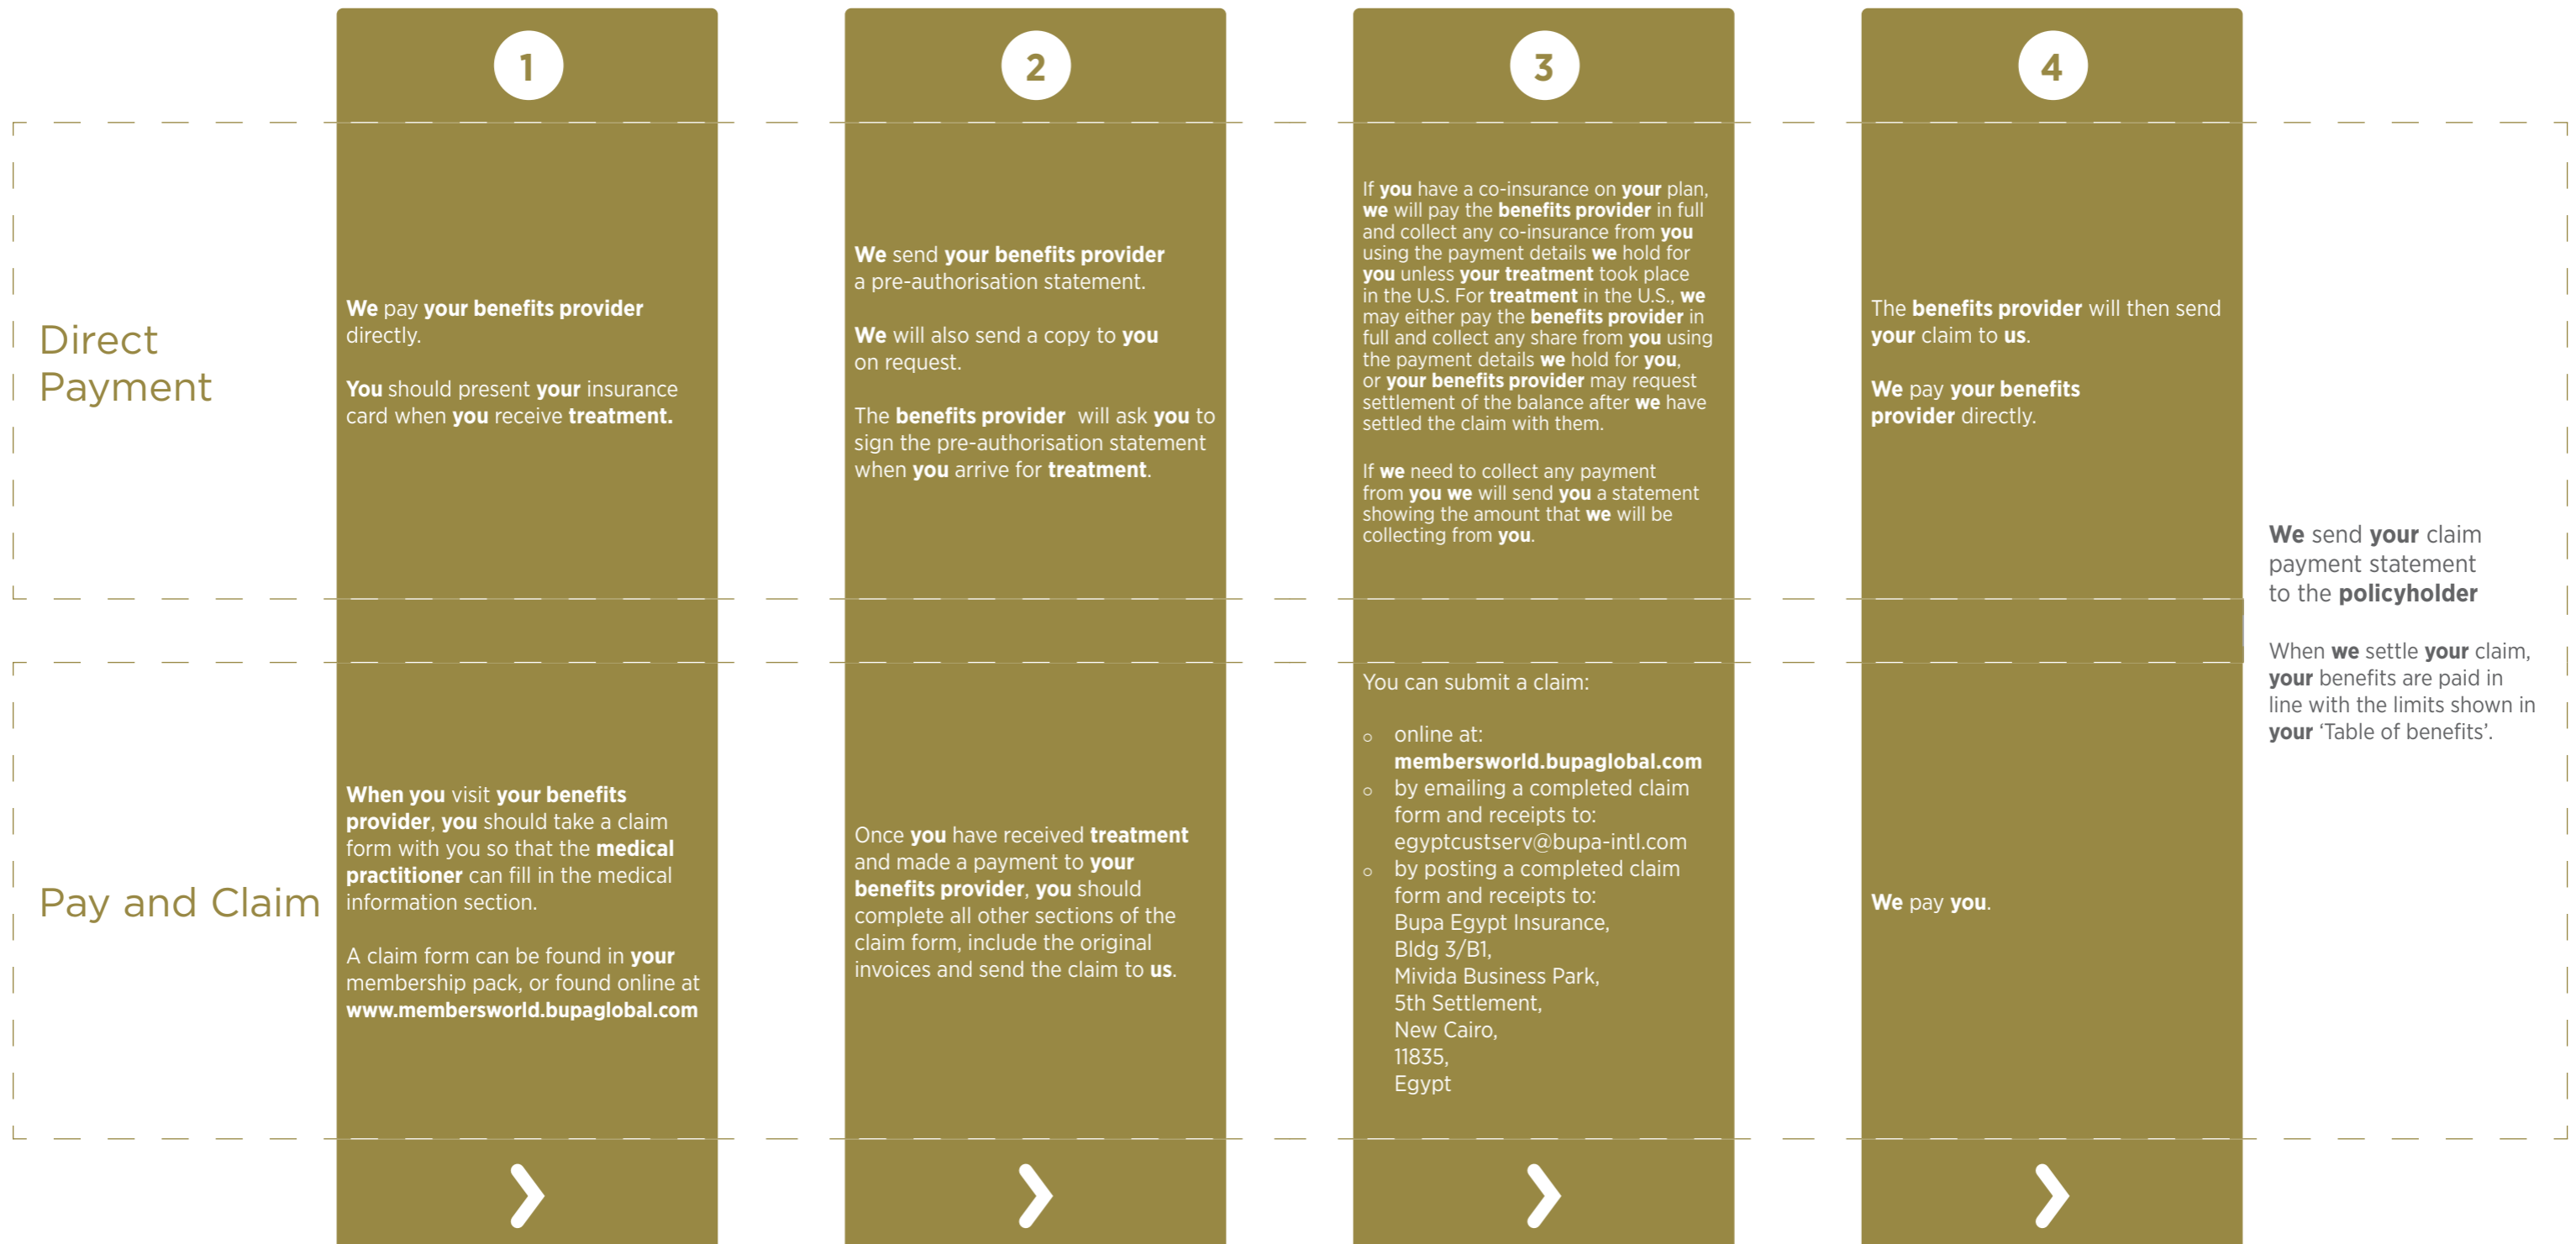 1
2
3
4
Direct
Payment
We pay your benefits provider
directly.
You should present your insurance
card when you receive treatment.
We send your benefits provider
a pre-authorisation statement.
We will also send a copy to you
on request.
The benefits provider will ask you to
sign the pre-authorisation statement
when you arrive for treatment.
If you have a co-insurance on your plan,
we will pay the benefits provider in full
and collect any co-insurance from you
using the payment details we hold for
you unless your treatment took place
in the U.S. For treatment in the U.S., we
may either pay the benefits provider in
full and collect any share from you using
the payment details we hold for you,
or your benefits provider may request
settlement of the balance after we have
settled the claim with them.
If we need to collect any payment
from you we will send you a statement
showing the amount that we will be
collecting from you.
The benefits provider will then send
your claim to us.
We pay your benefits
provider directly.
Pay and Claim
When you visit your benefits
provider, you should take a claim
form with you so that the medical
practitioner can fill in the medical
information section.
A claim form can be found in your
membership pack, or found online at
www.membersworld.bupaglobal.com
Once you have received treatment
and made a payment to your
benefits provider, you should
complete all other sections of the
claim form, include the original
invoices and send the claim to us.
You can submit a claim:
○ online at:
membersworld.bupaglobal.com
○ by emailing a completed claim
form and receipts to:
egyptcustserv@bupa-intl.com
○ by posting a completed claim
form and receipts to:
Bupa Egypt Insurance,
Bldg 3/B1,
Mivida Business Park,
5th Settlement,
New Cairo,
11835,
Egypt
We pay you.
We send your claim
payment statement
to the policyholder
When we settle your claim,
your benefits are paid in
line with the limits shown in
your ‘Table of benefits’.